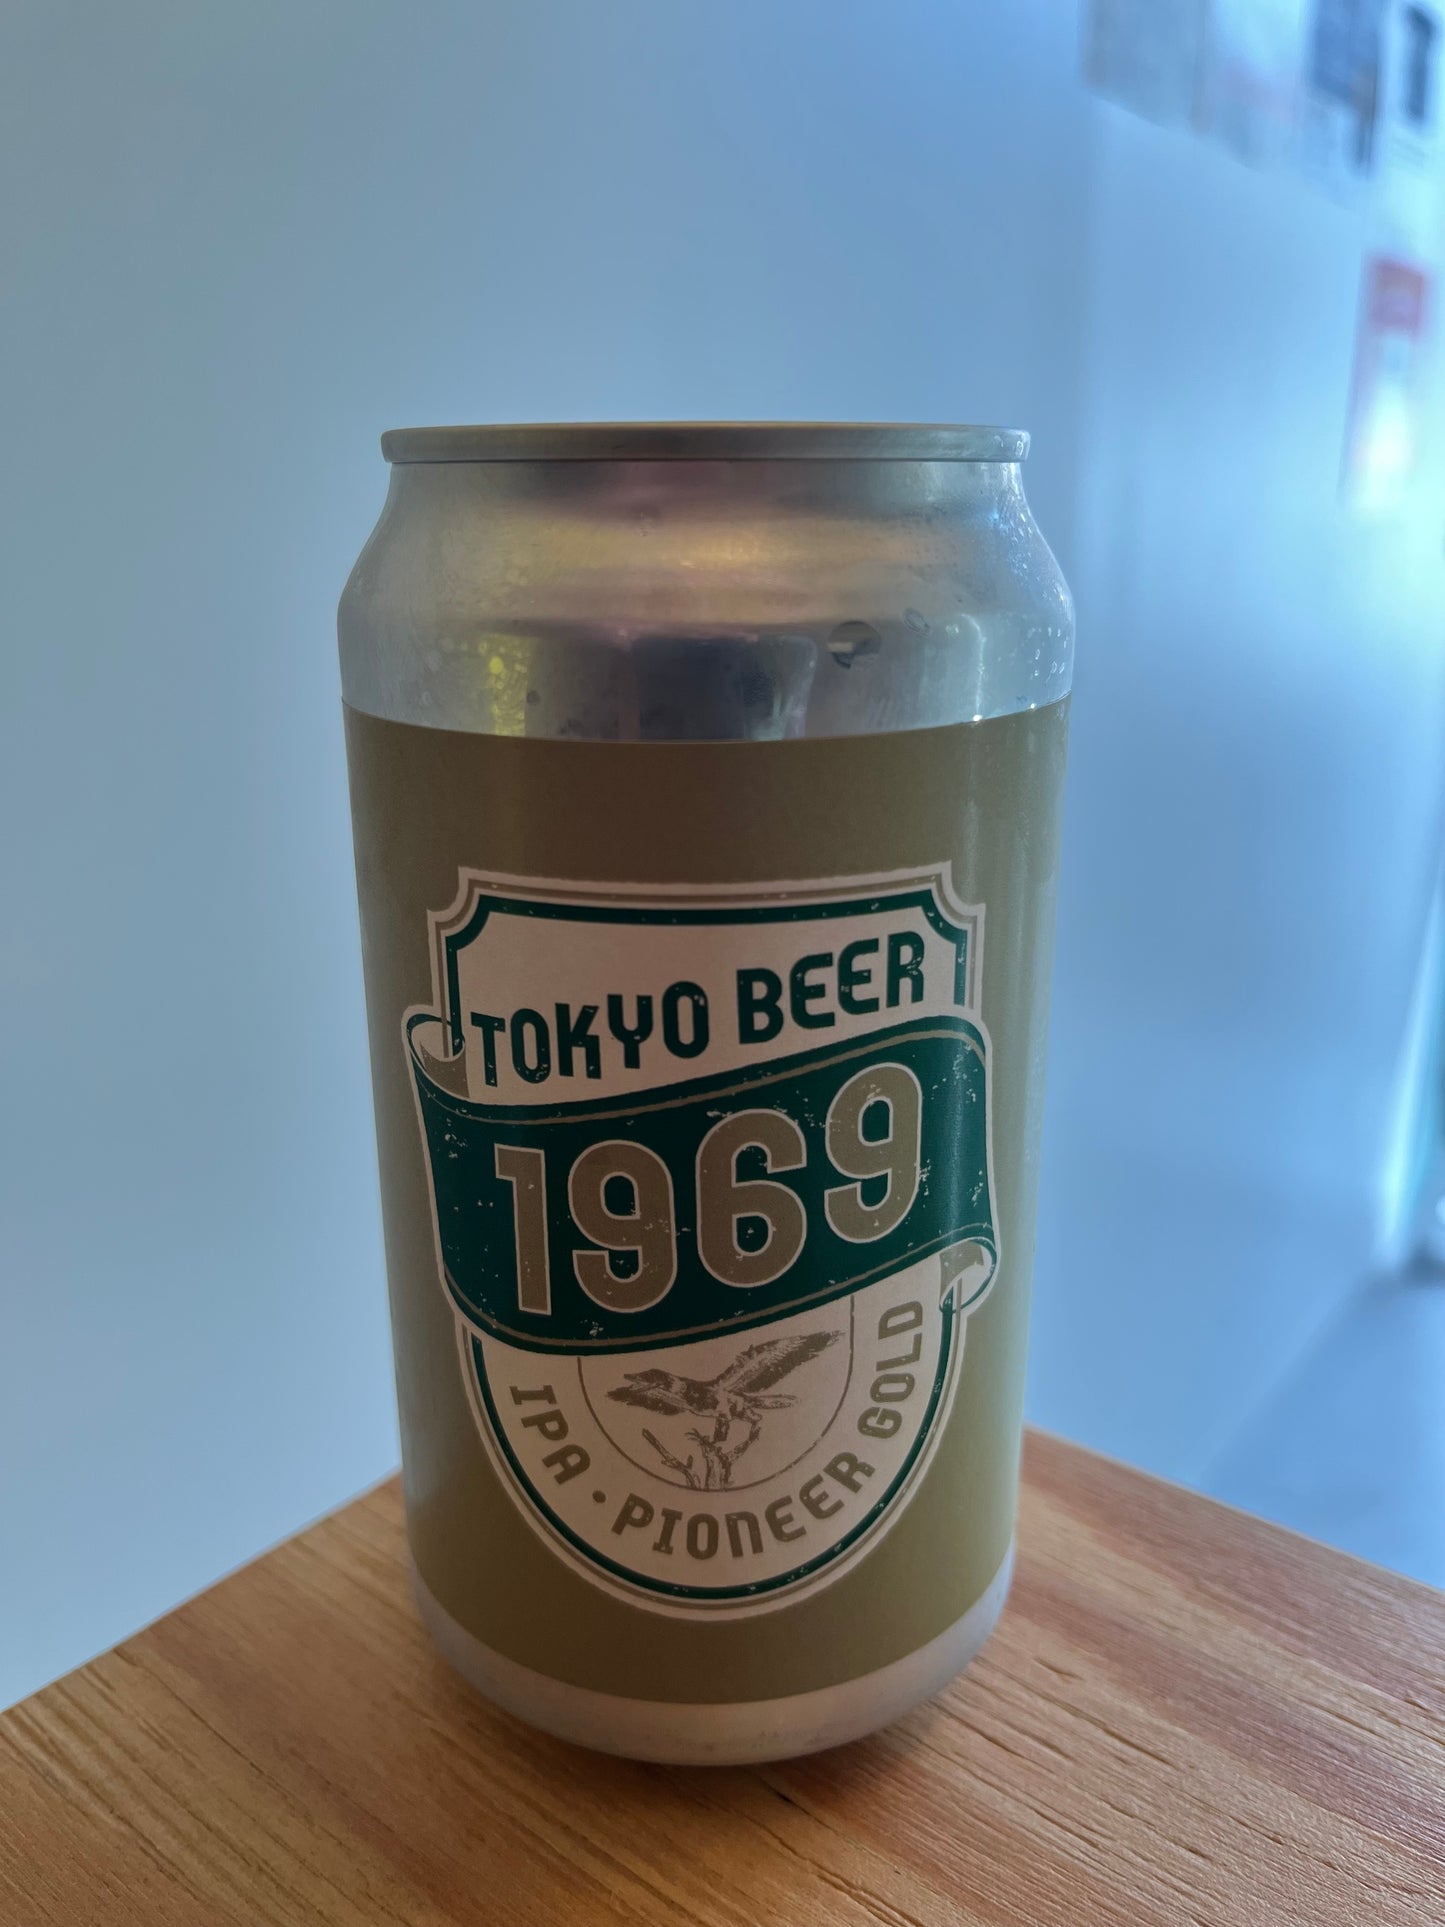 TOKYO BEER
1969
IPA · PIONEER GOLD